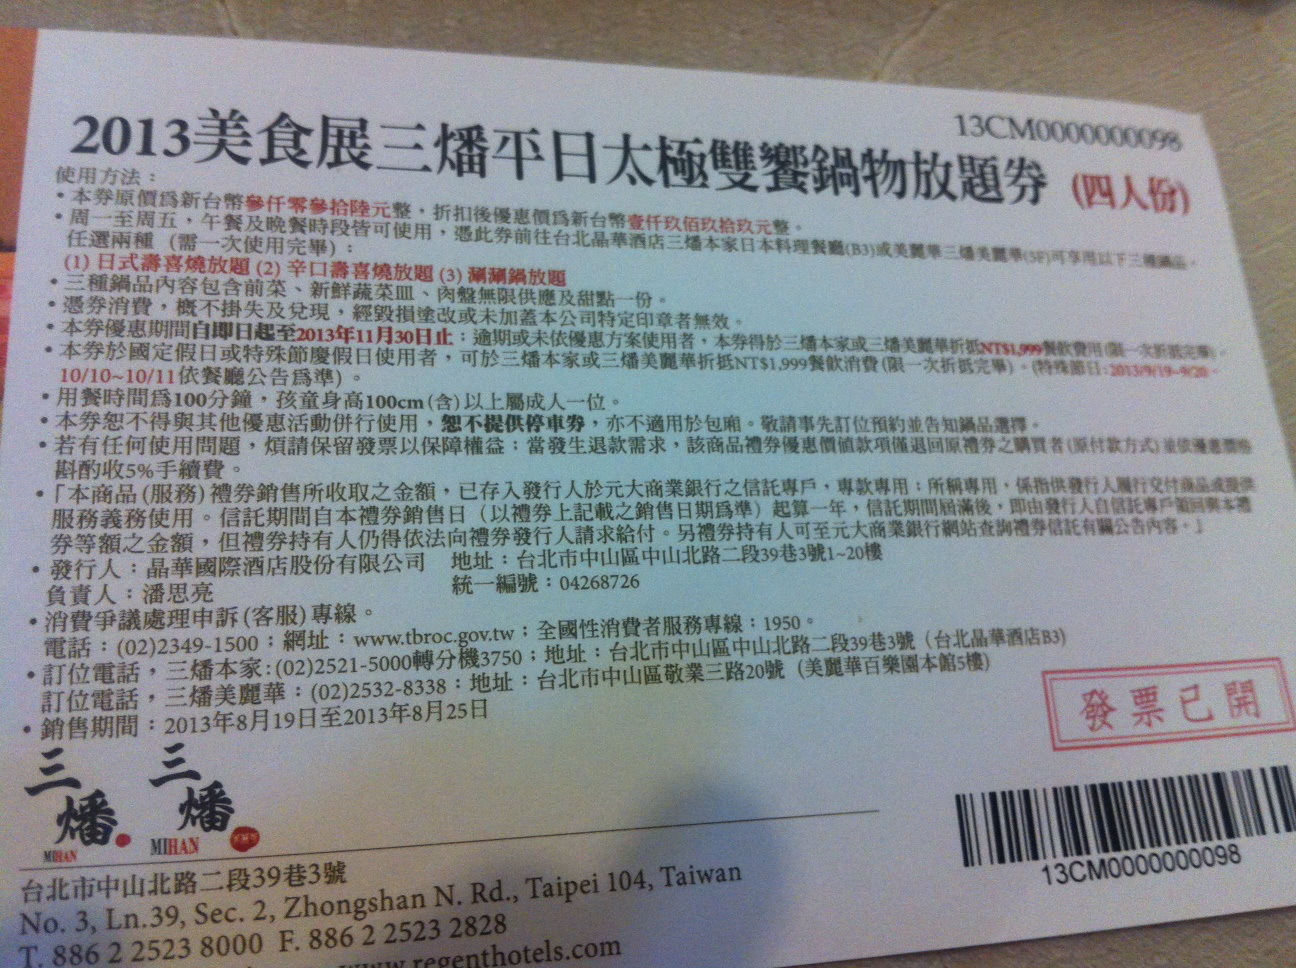 13CM0000000098
2013美食展三燔平日太極雙饗鍋物放題券 (四人份)
使用方法：
• 本券原價為新台幣參仟零參拾陸元整，折扣後優惠價為新台幣壹仟玖佰玖拾玖元整。
• 周一至周五，午餐及晚餐時段皆可使用，憑此券前往台北晶華酒店三燔本家日本料理餐廳(B3)或美麗華三燔美麗華(5F)可享用以下三種鍋品，
任選兩種（需一次使用完畢）：
(1) 日式壽喜燒放題 (2) 辛口壽喜燒放題 (3) 涮涮鍋放題
• 三種鍋品內容包含前菜、新鮮蔬菜皿、肉盤無限供應及甜點一份。
• 憑券消費，概不掛失及兌現，經毀損塗改或未加蓋本公司特定印章者無效。
• 本券優惠期間自即日起至2013年11月30日止；逾期或未依優惠方案使用者，本券得於三燔本家或三燔美麗華折抵NT$1,999餐飲費用(限一次折抵完畢)。
• 本券於國定假日或特殊節慶假日使用者，可於三燔本家或三燔美麗華折抵NT$1,999餐飲消費(限一次折抵完畢)。(特殊節日:2013/9/19~9/20，
10/10~10/11依餐廳公告為準)。
• 用餐時間為100分鐘，孩童身高100cm(含)以上屬成人一位。
• 本券恕不得與其他優惠活動併行使用，恕不提供停車券，亦不適用於包廂。敬請事先訂位預約並告知鍋品選擇。
• 若有任何使用問題，煩請保留發票以保障權益；當發生退款需求，該商品禮券優惠價值款項僅退回原禮券之購買者(原付款方式)並依優惠價格
斟酌收5%手續費。
• 「本商品(服務)禮券銷售所收取之金額，已存入發行人於元大商業銀行之信託專戶，專款專用；所稱專用，係指供發行人履行交付商品或提供
服務義務使用。信託期間自本禮券銷售日（以禮券上記載之銷售日期為準）起算一年，信託期間屆滿後，即由發行人自信託專戶領回與本禮
券等額之金額，但禮券持有人仍得依法向禮券發行人請求給付。另禮券持有人可至元大商業銀行網站查詢禮券信託有關公告內容。」
• 發行人：晶華國際酒店股份有限公司 地址：台北市中山區中山北路二段39巷3號1~20樓
負責人：潘思亮 統一編號：04268726
• 消費爭議處理申訴(客服)專線。
電話：(02)2349-1500；網址：www.tbroc.gov.tw；全國性消費者服務專線：1950。
• 訂位電話，三燔本家:(02)2521-5000轉分機3750；地址：台北市中山區中山北路二段39巷3號（台北晶華酒店B3)
訂位電話，三燔美麗華：(02)2532-8338：地址：台北市中山區敬業三路20號（美麗華百樂園本館5樓)
• 銷售期間：2013年8月19日至2013年8月25日
發票已開
三燔 MIHAN
三燔 MIHAN
13CM0000000098
台北市中山北路二段39巷3號
No. 3, Ln.39, Sec. 2, Zhongshan N. Rd., Taipei 104, Taiwan
T. 886 2 2523 8000 F. 886 2 2523 2828
www.regenthotels.com